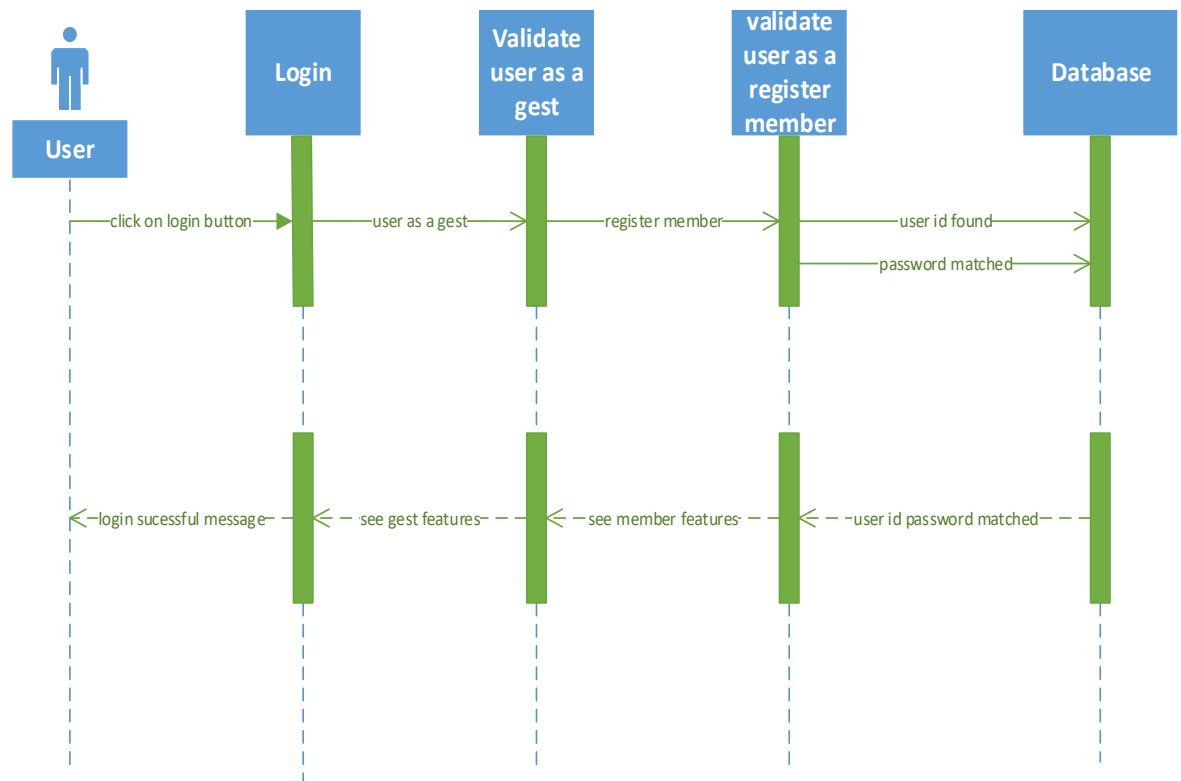 User
Login
Validate
user as a
gest
validate
user as a
register
member
Database
click on login button
user as a gest
register member
user id found
password matched
login sucessful message
see gest features
see member features
user id password matched